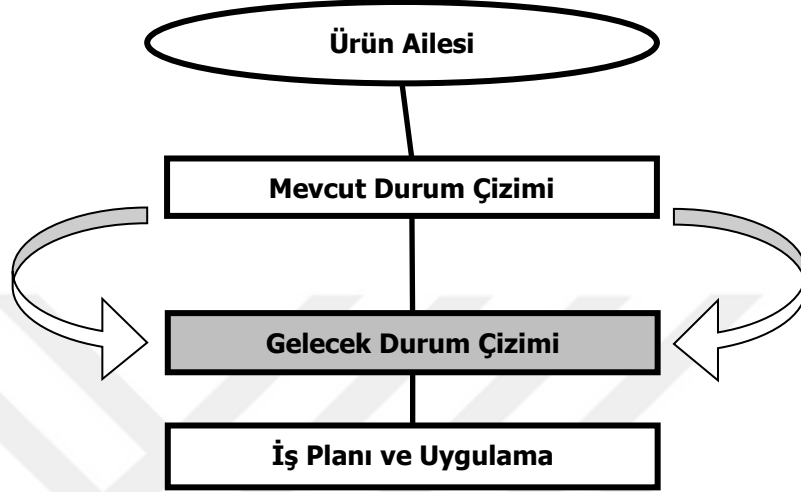 Ürün Ailesi
Mevcut Durum Çizimi
Gelecek Durum Çizimi
İş Planı ve Uygulama